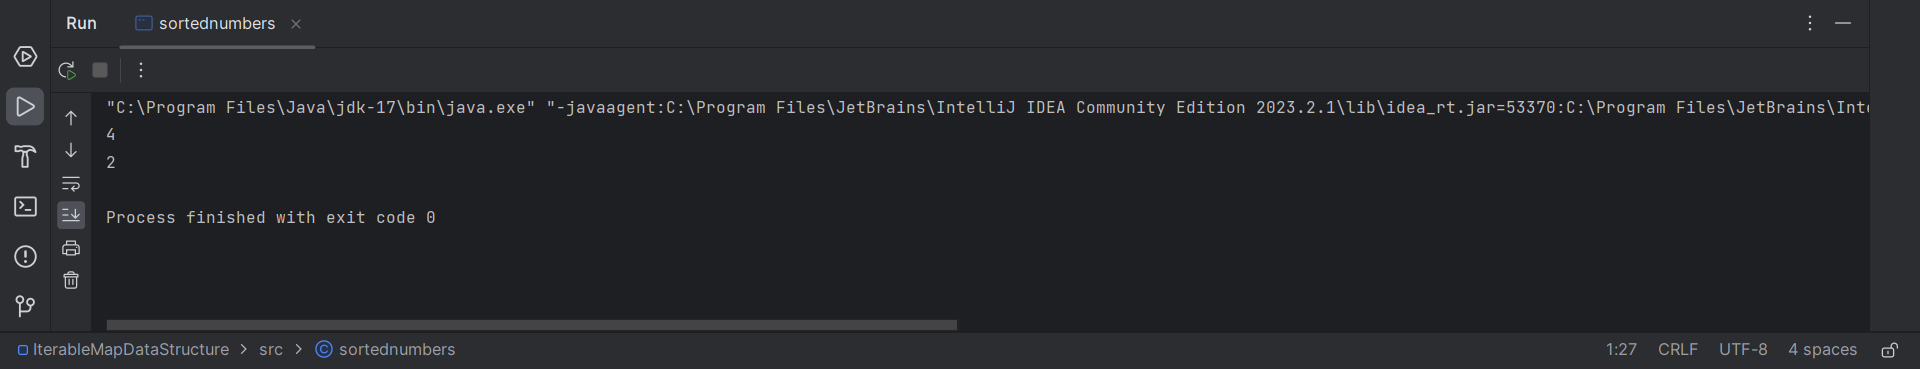 Run sortednumbers
"C:\Program Files\Java\jdk-17\bin\java.exe" "-javaagent:C:\Program Files\JetBrains\IntelliJ IDEA Community Edition 2023.2.1\lib\idea_rt.jar=53370:C:\Program Files\JetBrains\Inte
4
2
Process finished with exit code 0
IterableMapDataStructure > src > sortednumbers 1:27 CRLF UTF-8 4 spaces